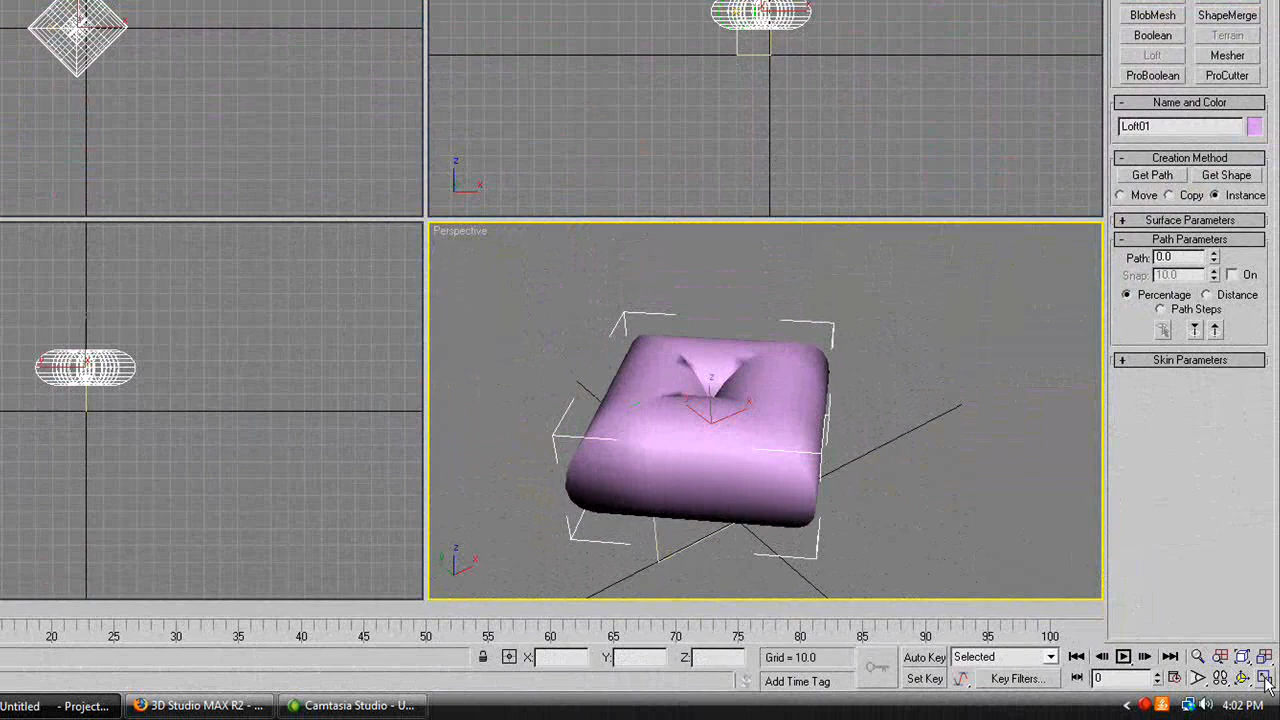 BlobMesh ShapeMerge
Boolean Terrain
Loft Mesher
ProBoolean ProCutter
- Name and Color
Loft01
- Creation Method
Get Path Get Shape
Move Copy Instance
+ Surface Parameters
- Path Parameters
Path: 0.0
Snap: 10.0 On
Percentage Distance
Path Steps
+ Skin Parameters
z
x
Perspective
z
x
y
z
x
20 25 30 35 40 45 50 55 60 65 70 75 80 85 90 95 100
X: Y: Z: Grid = 10.0 Auto Key Selected
Add Time Tag Set Key Key Filters... 0
Untitled - Project... 3D Studio MAX R2 - ... Camtasia Studio - U... < 4:02 PM